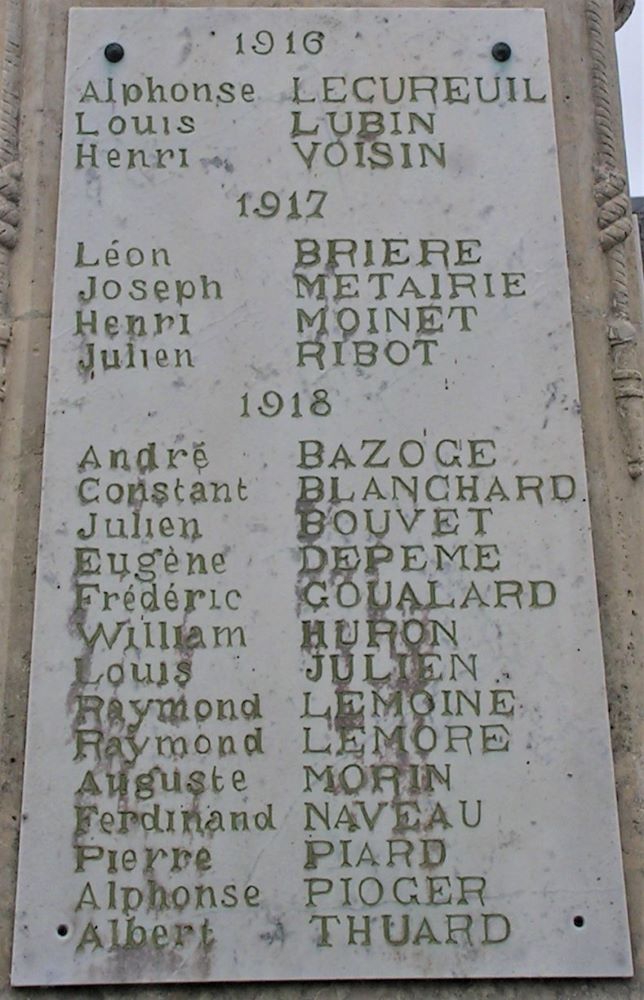 1916
Alphonse LECUREUIL
Louis LUBIN
Henri VOISIN
1917
Léon BRIERE
Joseph METAIRIE
Henri MOINET
Julien RIBOT
1918
André BAZOGE
Constant BLANCHARD
Julien BOUVET
Eugène DEPEME
Frédéric GOUALARD
William HURON
Louis JULIEN
Raymond LEMOINE
Raymond LEMORE
Auguste MORIN
Ferdinand NAVEAU
Pierre PIARD
Alphonse PIOGER
Albert THUARD